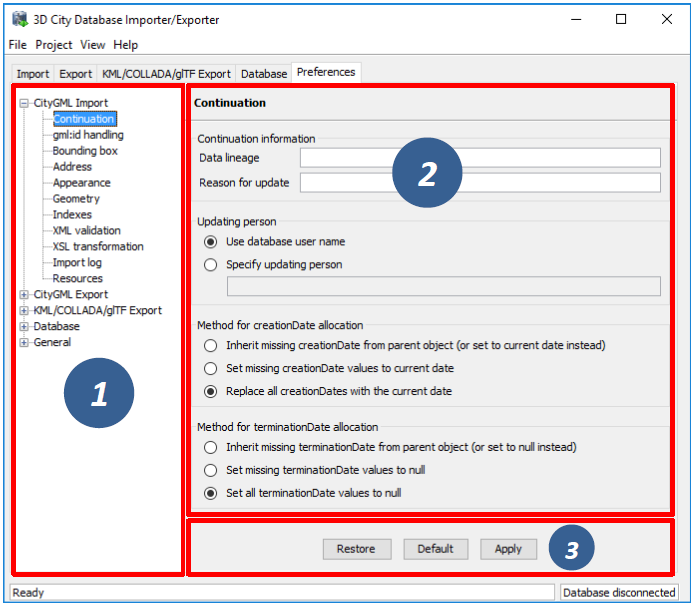 3D City Database Importer/Exporter
File Project View Help
Import Export KML/COLLADA/glTF Export Database Preferences
CityGML Import
Continuation
gml:id handling
Bounding box
Address
Appearance
Geometry
Indexes
XML validation
XSL transformation
Import log
Resources
CityGML Export
KML/COLLADA/glTF Export
Database
General
1
Continuation
Continuation information
Data lineage
Reason for update
2
Updating person
Use database user name
Specify updating person
Method for creationDate allocation
Inherit missing creationDate from parent object (or set to current date instead)
Set missing creationDate values to current date
Replace all creationDates with the current date
Method for terminationDate allocation
Inherit missing terminationDate from parent object (or set to null instead)
Set missing terminationDate values to null
Set all terminationDate values to null
Restore Default Apply 3
Ready Database disconnected